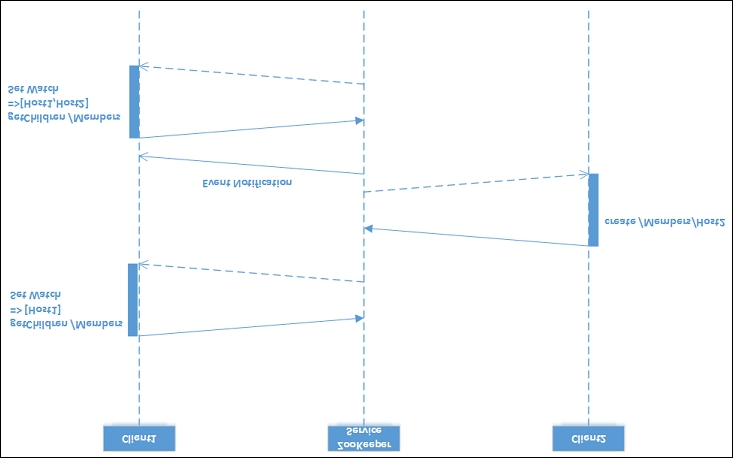 Client1
ZooKeeper
Service
Client2
getChildren /Members
=> [Host1]
Set Watch
create /Members/Host2
Event Notification
getChildren /Members
=>[Host1,Host2]
Set Watch